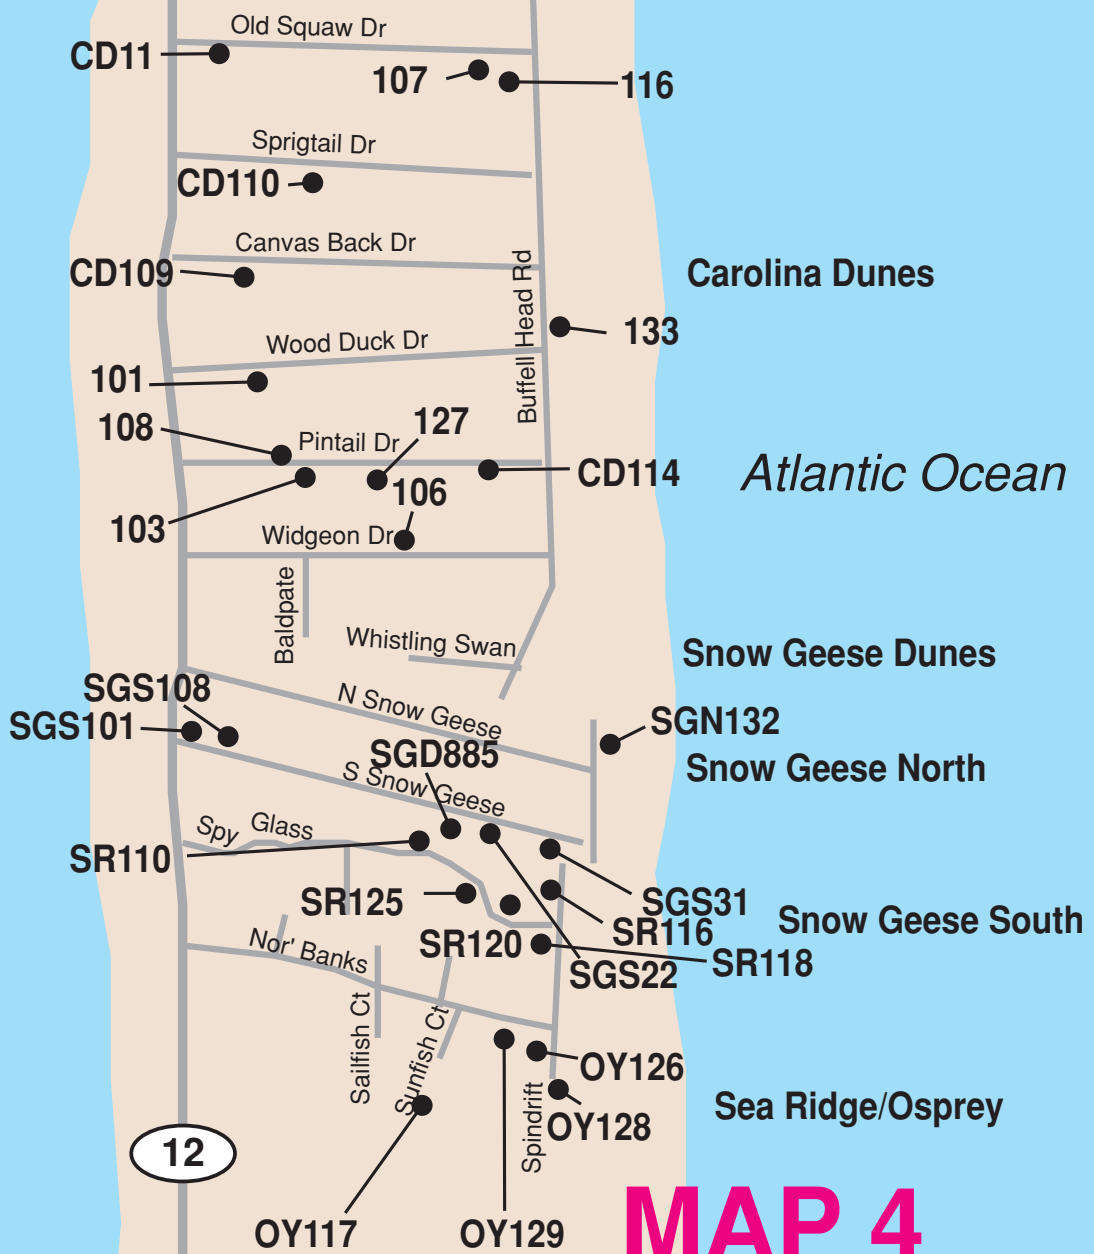 Old Squaw Dr
CD11
107
116
Sprigtail Dr
CD110
Canvas Back Dr
CD109
Carolina Dunes
Buffell Head Rd
133
Wood Duck Dr
101
108
127
Pintail Dr
CD114
Atlantic Ocean
106
103
Widgeon Dr
Baldpate
Whistling Swan
Snow Geese Dunes
SGS108
N Snow Geese
SGS101
SGN132
SGD885
Snow Geese North
S Snow Geese
Spy Glass
SR110
SR125
SGS31
Snow Geese South
SR116
SR120
Nor' Banks
SR118
SGS22
Sailfish Ct
Sunfish Ct
OY126
Sea Ridge/Osprey
OY128
Spindrift
12
OY117
OY129
MAP 4